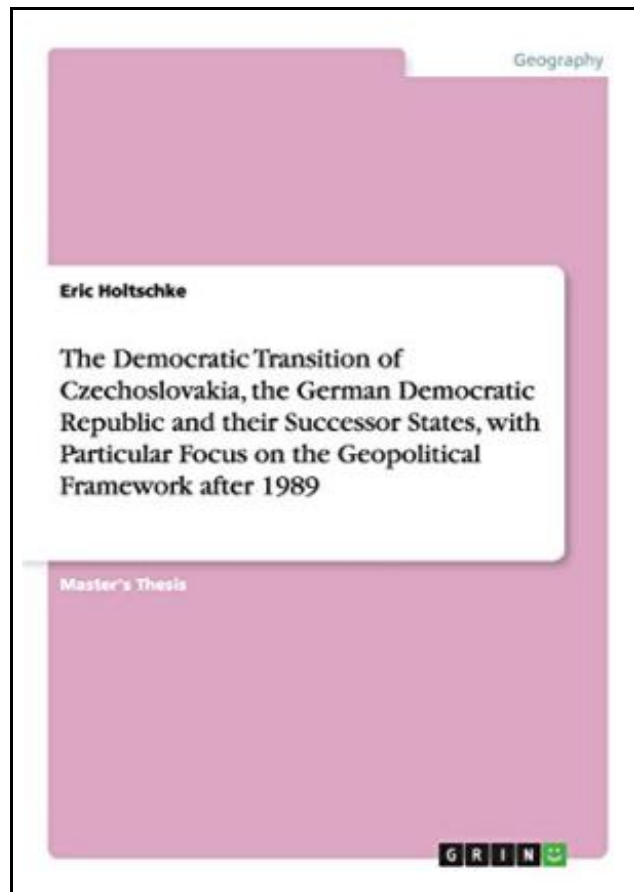 Geography
Eric Holtschke
The Democratic Transition of
Czechoslovakia, the German Democratic
Republic and their Successor States, with
Particular Focus on the Geopolitical
Framework after 1989
Master's Thesis
GRIN